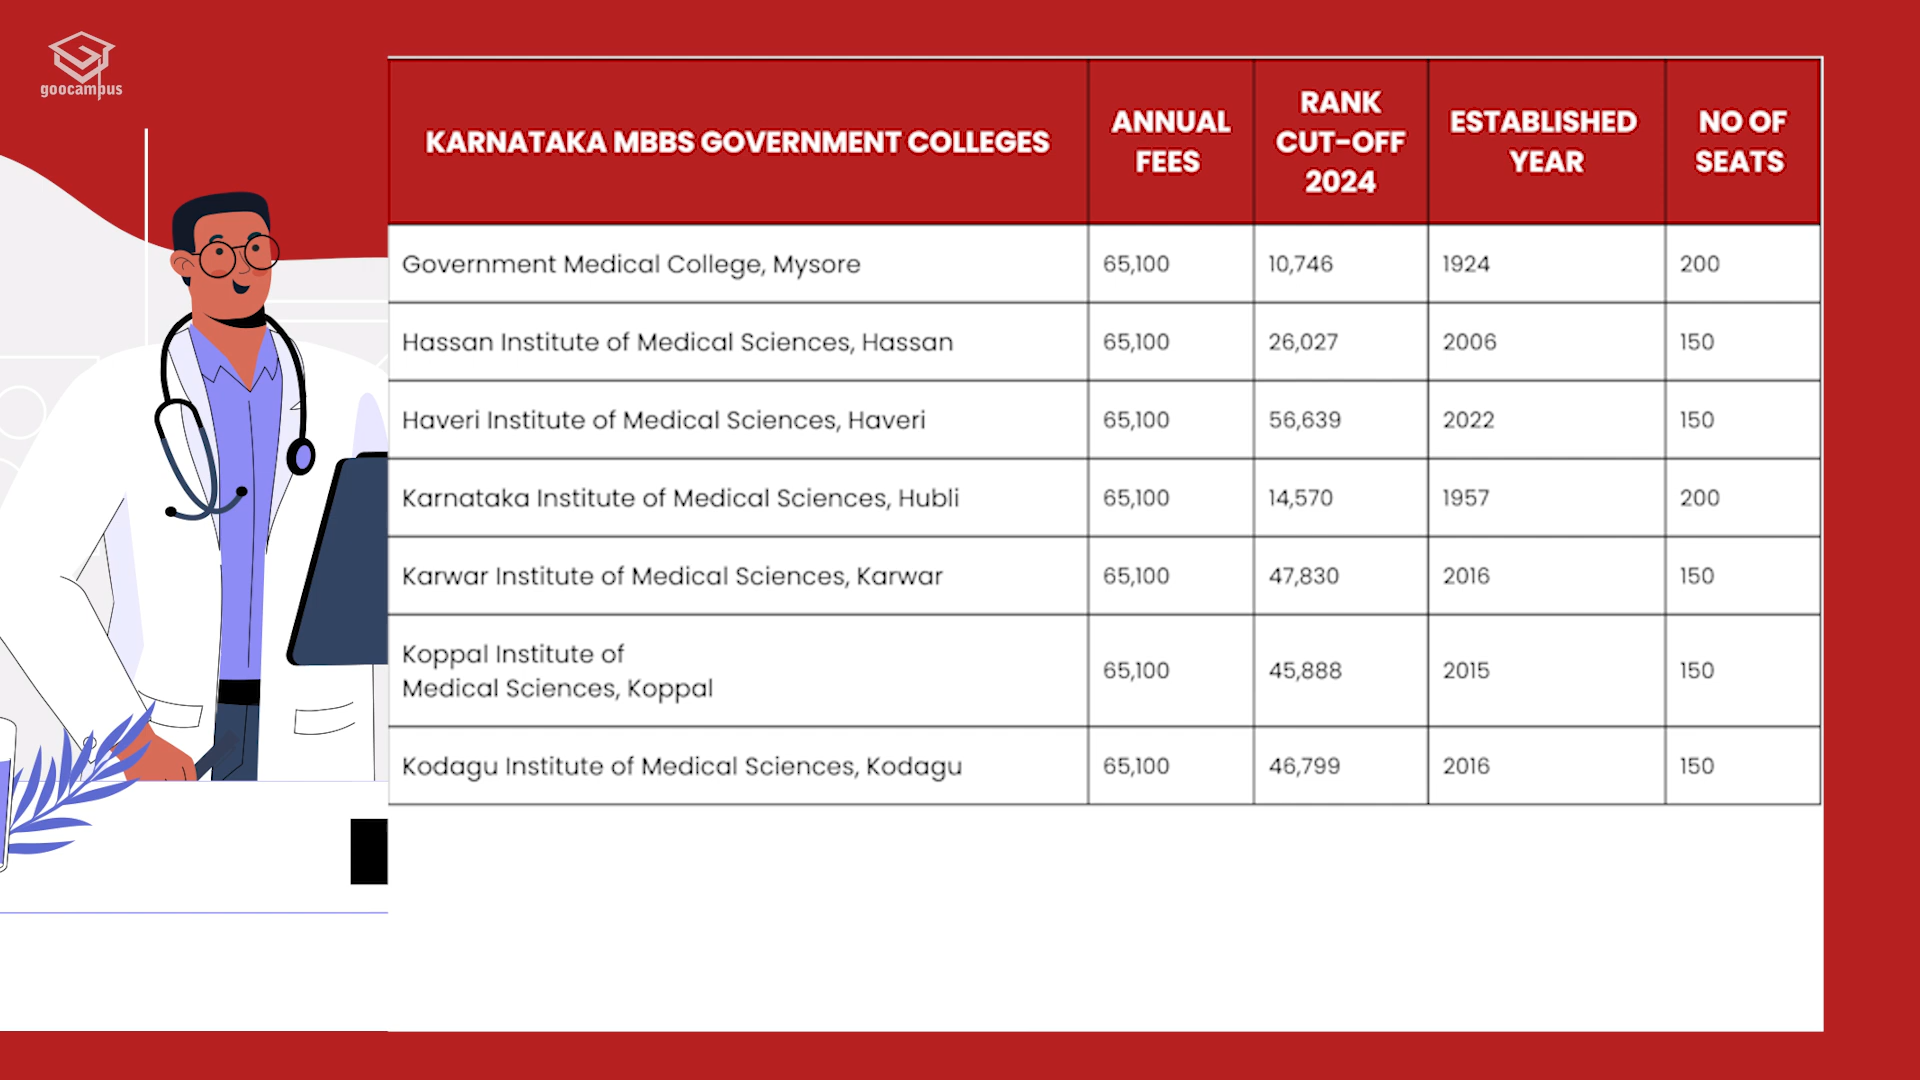 goocampus
KARNATAKA MBBS GOVERNMENT COLLEGES
ANNUAL
FEES
RANK
CUT-OFF
2024
ESTABLISHED
YEAR
NO OF
SEATS
Government Medical College, Mysore 65,100 10,746 1924 200
Hassan Institute of Medical Sciences, Hassan 65,100 26,027 2006 150
Haveri Institute of Medical Sciences, Haveri 65,100 56,639 2022 150
Karnataka Institute of Medical Sciences, Hubli 65,100 14,570 1957 200
Karwar Institute of Medical Sciences, Karwar 65,100 47,830 2016 150
Koppal Institute of
Medical Sciences, Koppal 65,100 45,888 2015 150
Kodagu Institute of Medical Sciences, Kodagu 65,100 46,799 2016 150